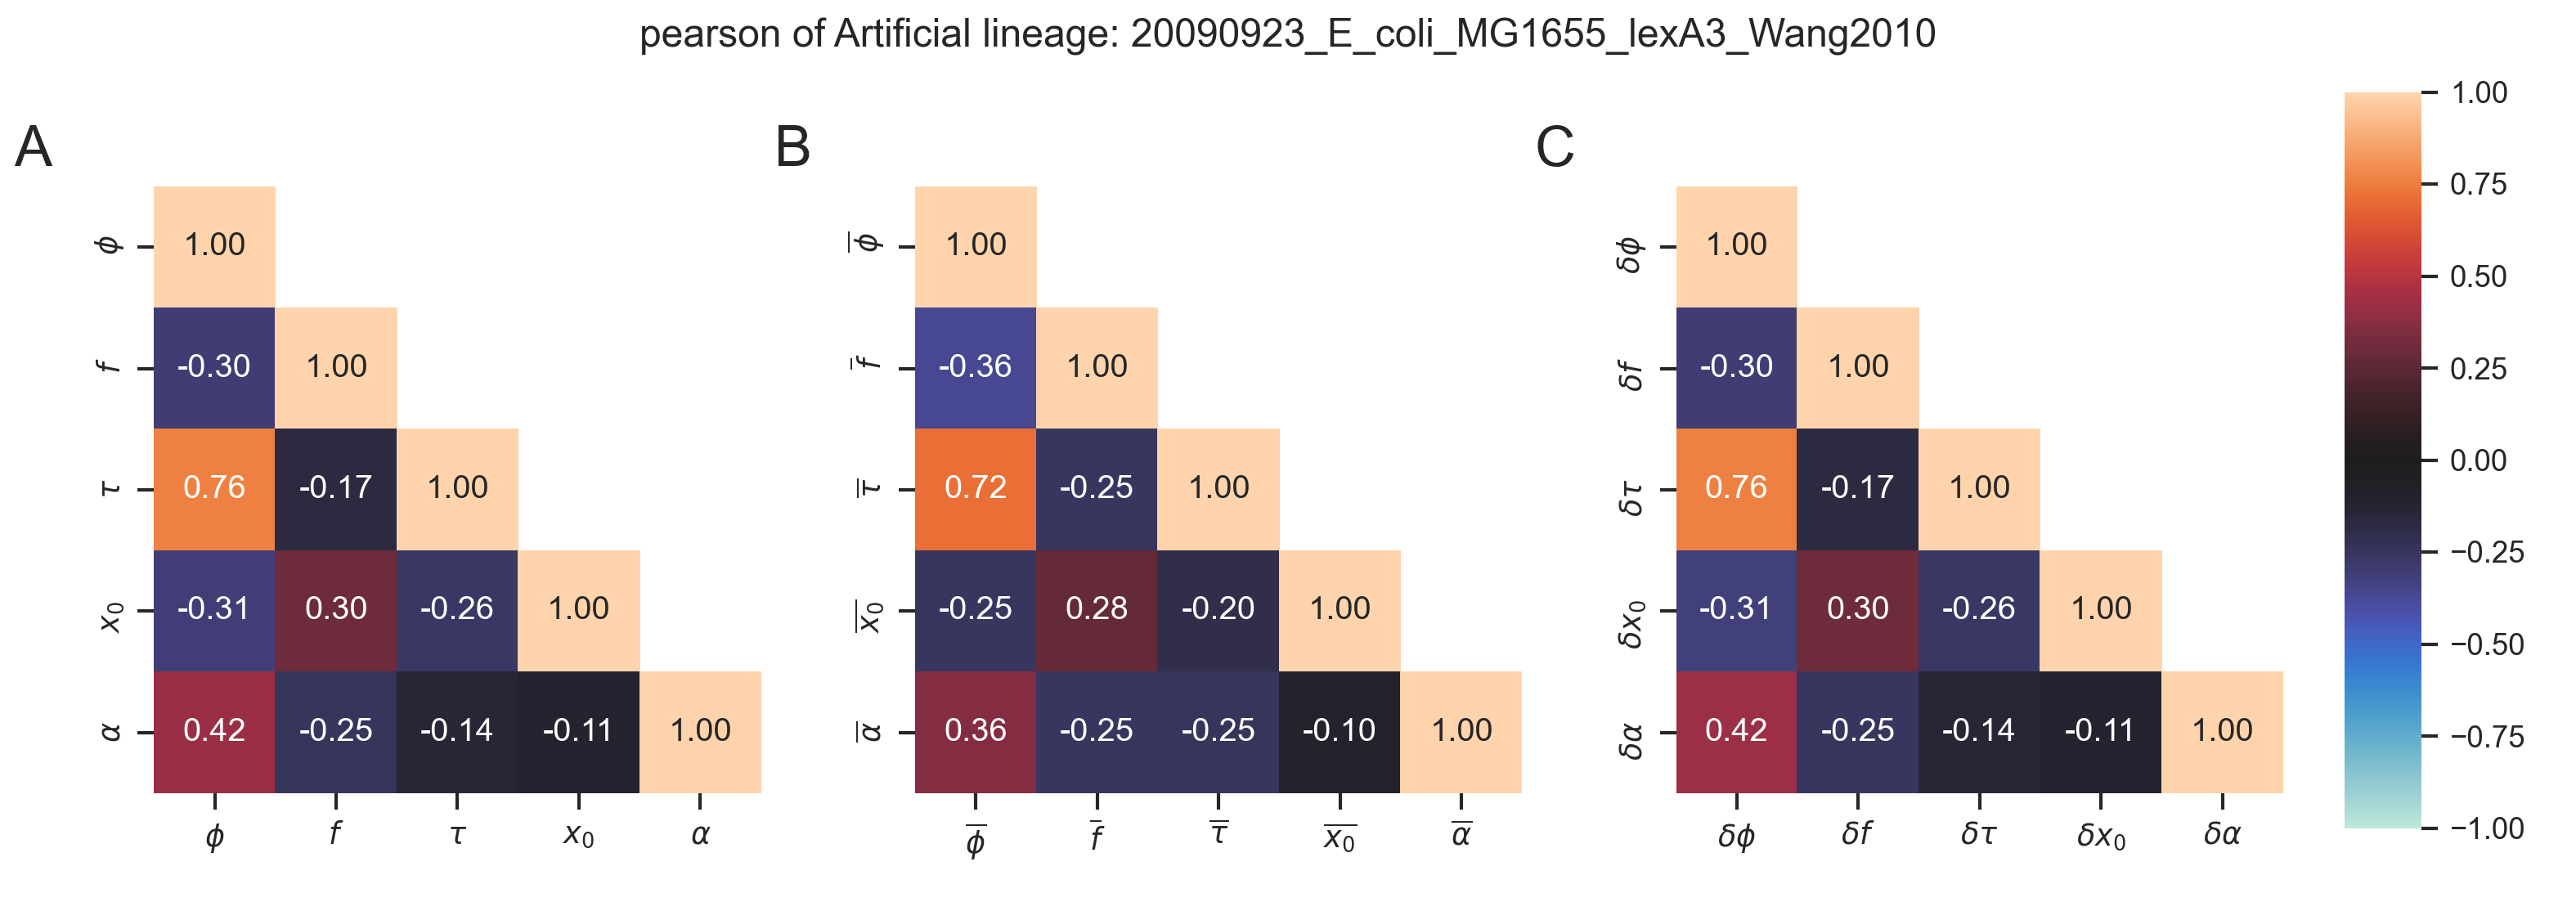 pearson of Artificial lineage: 20090923_E_coli_MG1655_lexA3_Wang2010
A
ϕ 1.00
f -0.30 1.00
τ 0.76 -0.17 1.00
x₀ -0.31 0.30 -0.26 1.00
α 0.42 -0.25 -0.14 -0.11 1.00
ϕ f τ x₀ α
B
ϕ̅ 1.00
f̅ -0.36 1.00
τ̅ 0.72 -0.25 1.00
x̅₀̅ -0.25 0.28 -0.20 1.00
α̅ 0.36 -0.25 -0.25 -0.10 1.00
ϕ̅ f̅ τ̅ x̅₀̅ α̅
C
δϕ 1.00
δf -0.30 1.00
δτ 0.76 -0.17 1.00
δx₀ -0.31 0.30 -0.26 1.00
δα 0.42 -0.25 -0.14 -0.11 1.00
δϕ δf δτ δx₀ δα
1.00
0.75
0.50
0.25
0.00
−0.25
−0.50
−0.75
−1.00